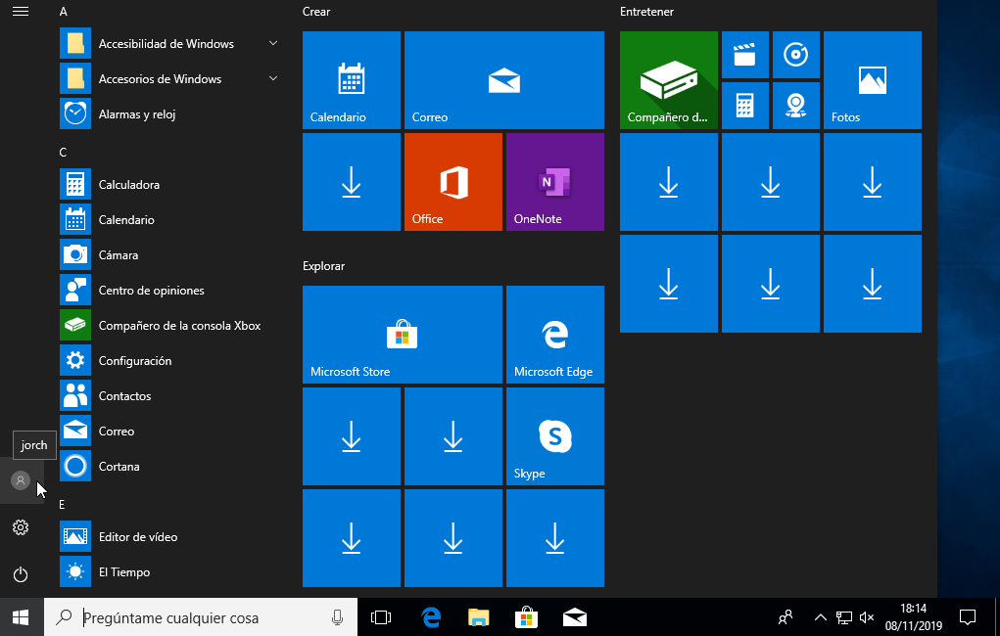 A
Accesibilidad de Windows
Accesorios de Windows
Alarmas y reloj
C
Calculadora
Calendario
Cámara
Centro de opiniones
Compañero de la consola Xbox
Configuración
Contactos
Correo
Cortana
E
Editor de vídeo
El Tiempo
jorch
Crear
Calendario
Correo
Office
N
OneNote
Explorar
Microsoft Store
Microsoft Edge
S
Skype
Entretener
Compañero d...
Fotos
Pregúntame cualquier cosa
18:14
08/11/2019